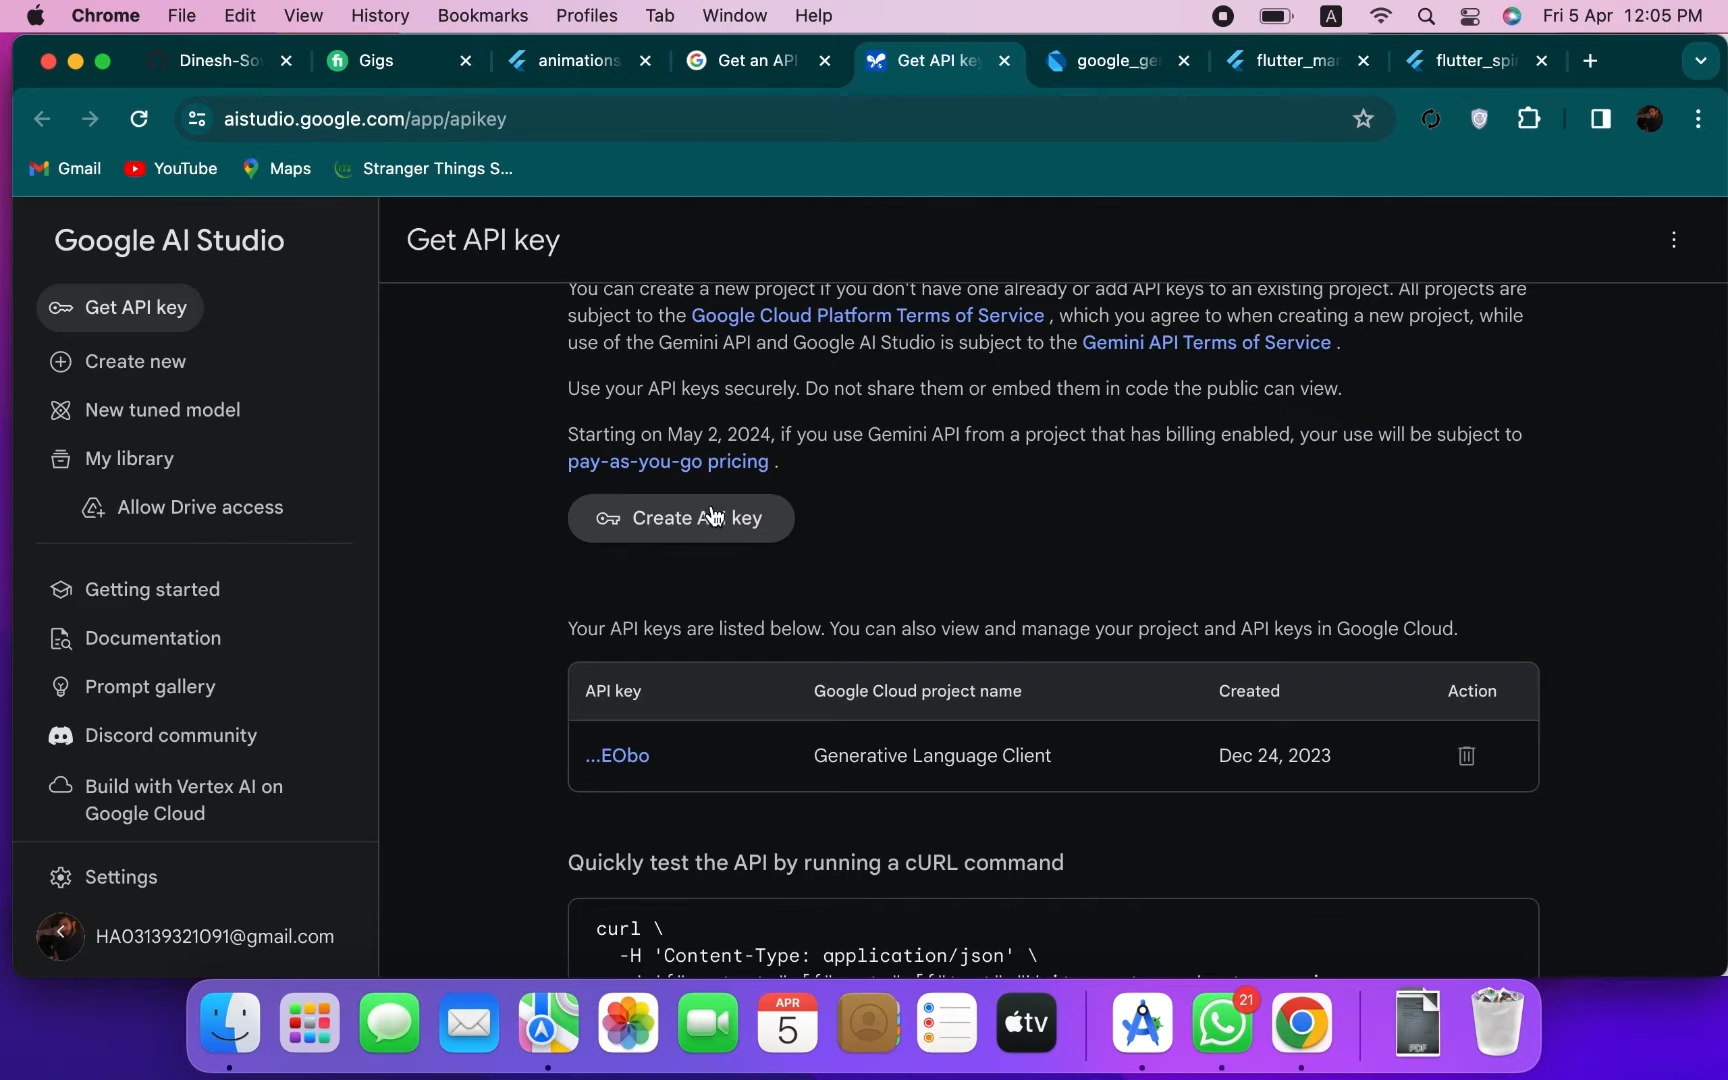 Chrome File Edit View History Bookmarks Profiles Tab Window Help A Fri 5 Apr 12:05 PM
Dinesh-So Gigs animations Get an API Get API key google_ge flutter_mar flutter_spi
aistudio.google.com/app/apikey
Gmail YouTube Maps Stranger Things S...
Google AI Studio
Get API key
Create new
New tuned model
My library
Allow Drive access
Getting started
Documentation
Prompt gallery
Discord community
Build with Vertex AI on
Google Cloud
Settings
HA03139321091@gmail.com
Get API key
You can create a new project if you don't have one already or add API keys to an existing project. All projects are
subject to the Google Cloud Platform Terms of Service , which you agree to when creating a new project, while
use of the Gemini API and Google AI Studio is subject to the Gemini API Terms of Service .
Use your API keys securely. Do not share them or embed them in code the public can view.
Starting on May 2, 2024, if you use Gemini API from a project that has billing enabled, your use will be subject to
pay-as-you-go pricing .
Create API key
Your API keys are listed below. You can also view and manage your project and API keys in Google Cloud.
API key Google Cloud project name Created Action
...EObo Generative Language Client Dec 24, 2023
Quickly test the API by running a cURL command
curl \
-H 'Content-Type: application/json' \
APR
5
tv
21
PDF